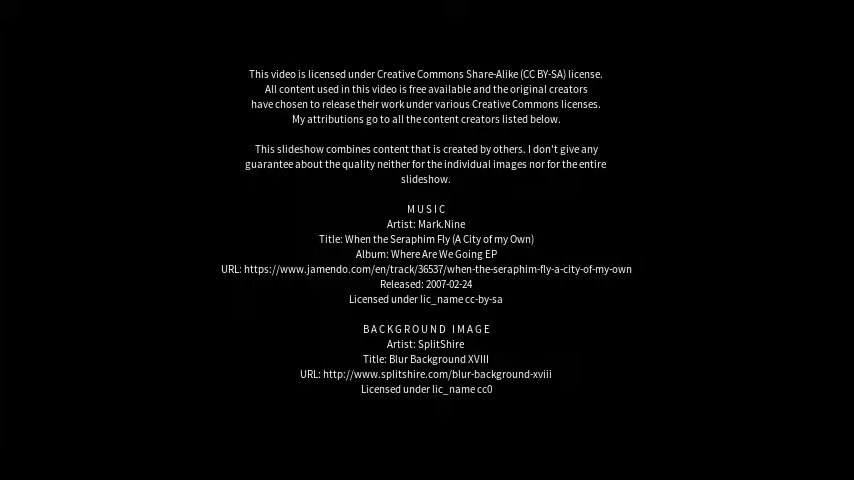 This video is licensed under Creative Commons Share-Alike (CC BY-SA) license.
All content used in this video is free available and the original creators
have chosen to release their work under various Creative Commons licenses.
My attributions go to all the content creators listed below.
This slideshow combines content that is created by others. I don't give any
guarantee about the quality neither for the individual images nor for the entire
slideshow.
MUSIC
Artist: Mark.Nine
Title: When the Seraphim Fly (A City of my Own)
Album: Where Are We Going EP
URL: https://www.jamendo.com/en/track/36537/when-the-seraphim-fly-a-city-of-my-own
Released: 2007-02-24
Licensed under lic_name cc-by-sa
BACKGROUND IMAGE
Artist: SplitShire
Title: Blur Background XVIII
URL: http://www.splitshire.com/blur-background-xviii
Licensed under lic_name cc0